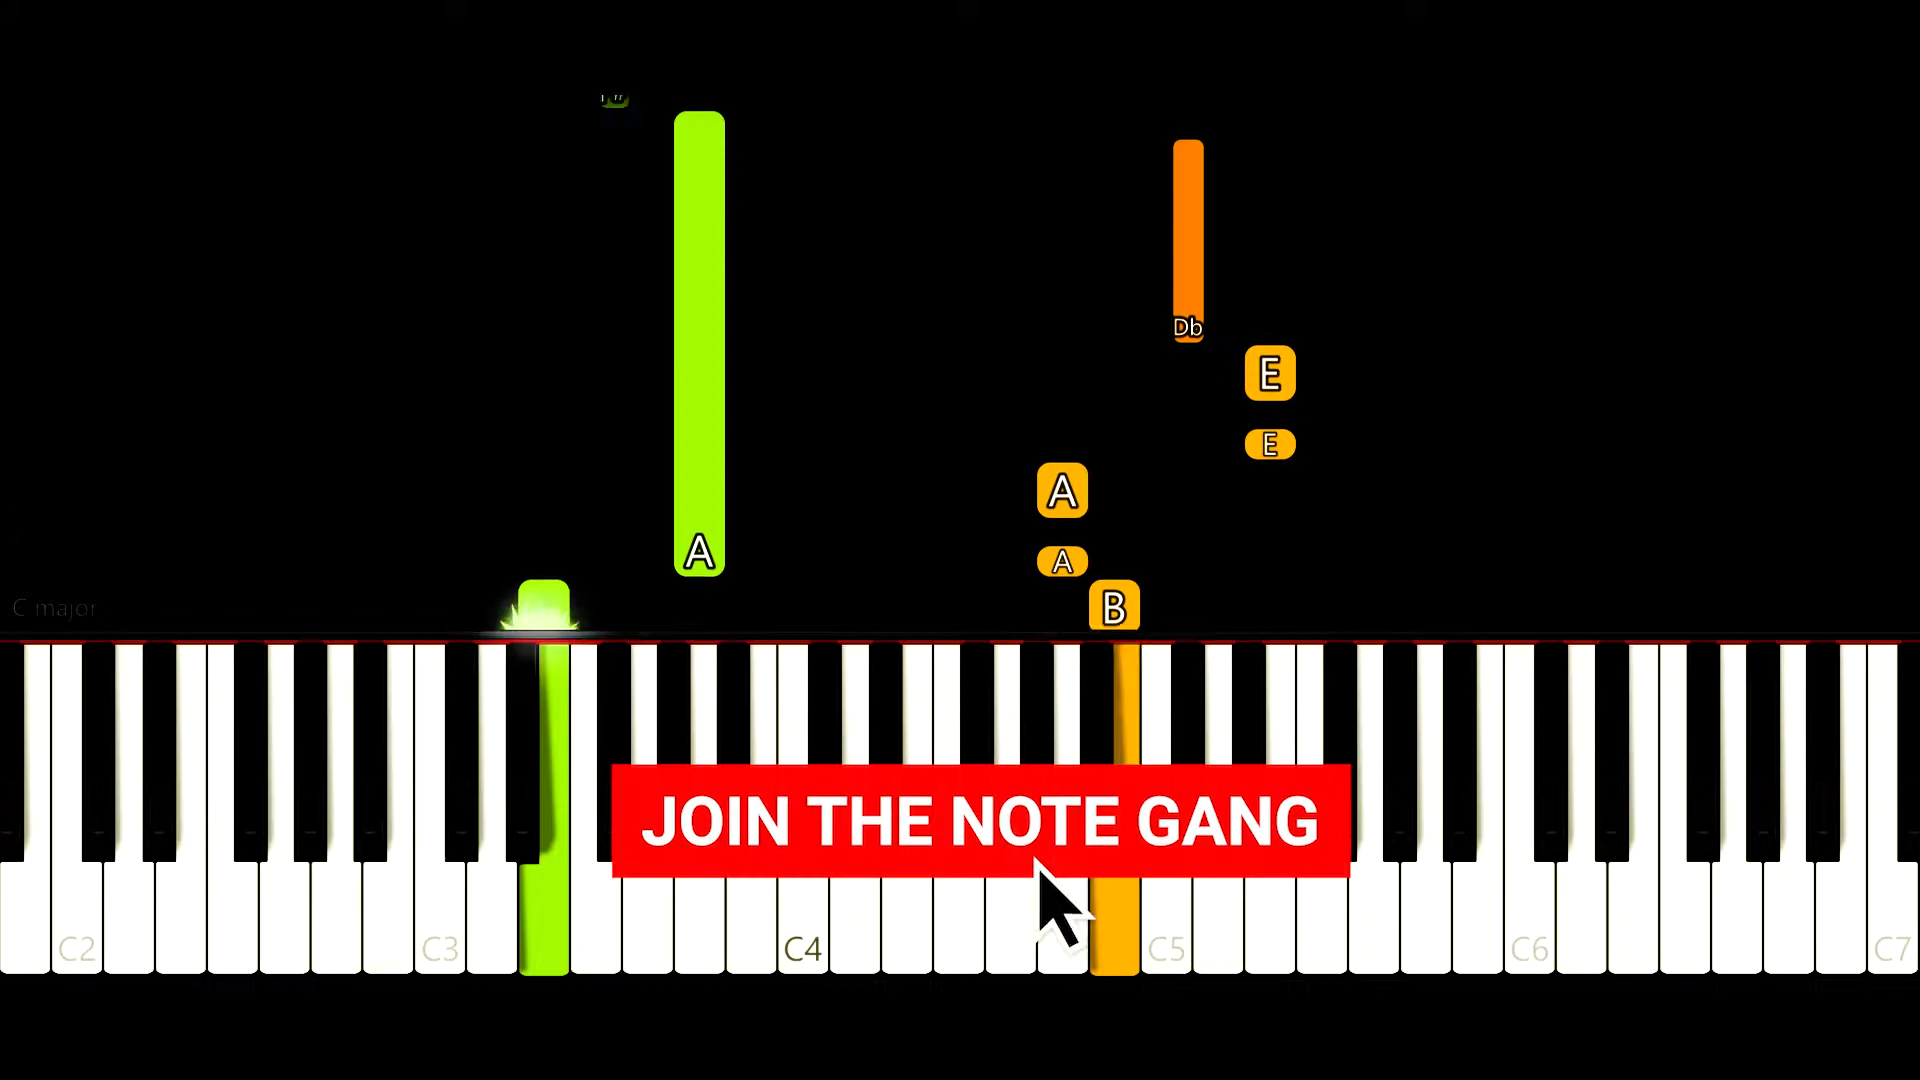 Db
E
E
A
A
A
B
C major
JOIN THE NOTE GANG
C2
C3
C4
C5
C6
C7